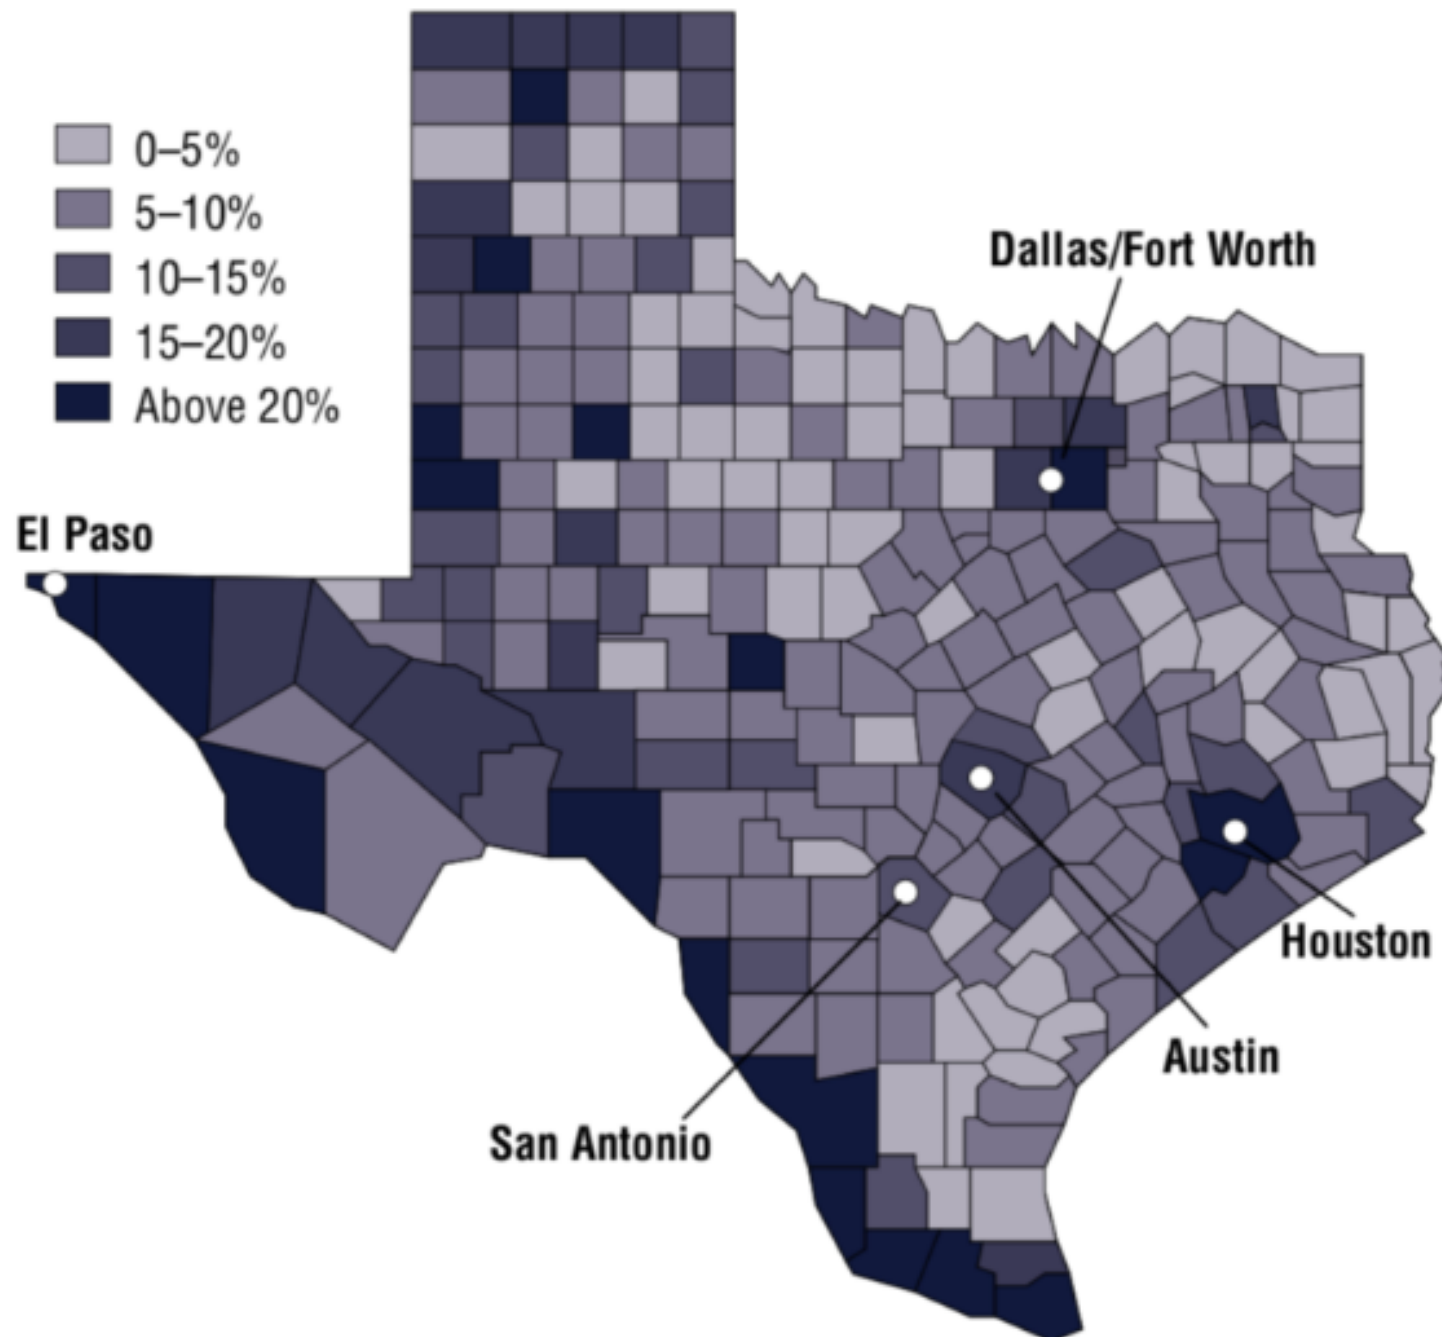 0–5%
5–10%
10–15%
15–20%
Above 20%
Dallas/Fort Worth
El Paso
Houston
Austin
San Antonio